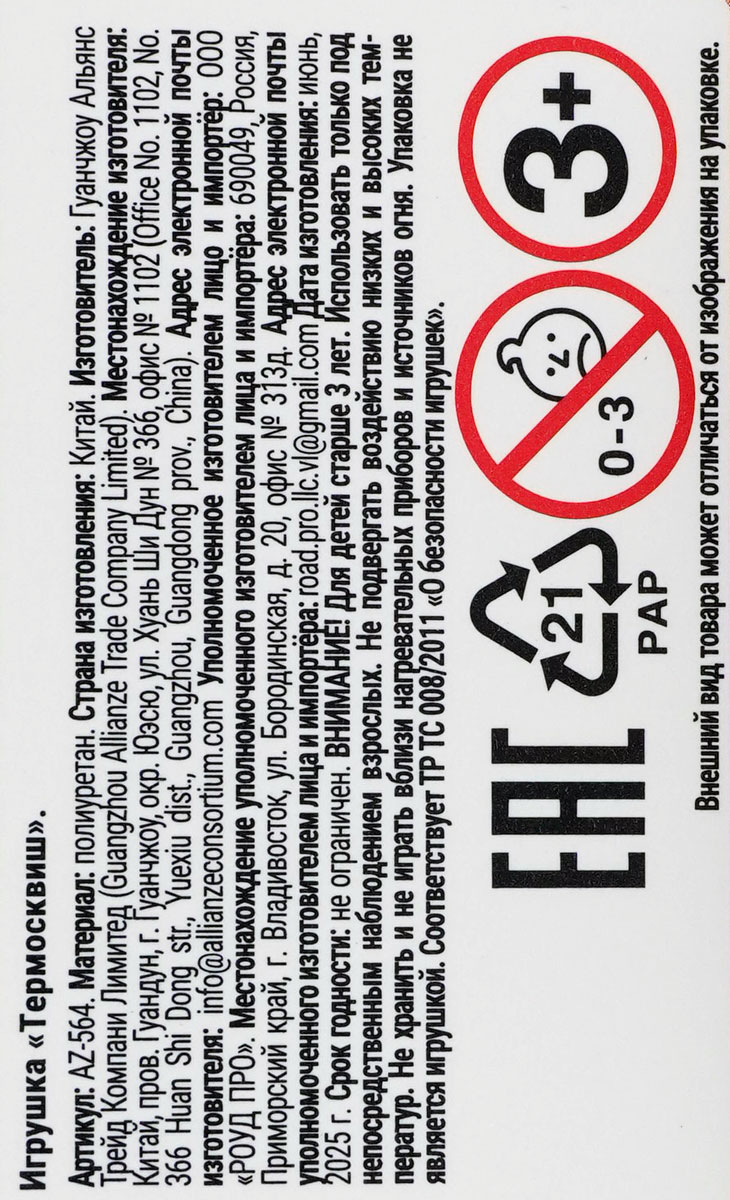 Игрушка «Термосквиш».
Артикул: AZ-564. Материал: полиуретан. Страна изготовления: Китай. Изготовитель: Гуанчжоу Альянс
Трейд Компани Лимитед (Guangzhou Allianze Trade Company Limited). Местонахождение изготовителя:
Китай, пров. Гуандун, г. Гуанчжоу, окр. Юэсю, ул. Хуань Ши Дун № 366, офис № 1102 (Office No. 1102, No.
366 Huan Shi Dong str., Yuexiu dist., Guangzhou, Guangdong prov., China). Адрес электронной почты
изготовителя: info@allianzeconsortium.com Уполномоченное изготовителем лицо и импортёр: ООО
«РОУД ПРО». Местонахождение уполномоченного изготовителем лица и импортёра: 690049, Россия,
Приморский край, г. Владивосток, ул. Бородинская, д. 20, офис № 313д. Адрес электронной почты
уполномоченного изготовителем лица и импортёра: road.pro.llc.vl@gmail.com Дата изготовления: июнь,
2025 г. Срок годности: не ограничен. ВНИМАНИЕ! Для детей старше 3 лет. Использовать только под
непосредственным наблюдением взрослых. Не подвергать воздействию низких и высоких тем-
ператур. Не хранить и не играть вблизи нагревательных приборов и источников огня. Упаковка не
является игрушкой. Соответствует ТР ТС 008/2011 «О безопасности игрушек».
EAC
21
PAP
0-3
3+
Внешний вид товара может отличаться от изображения на упаковке.